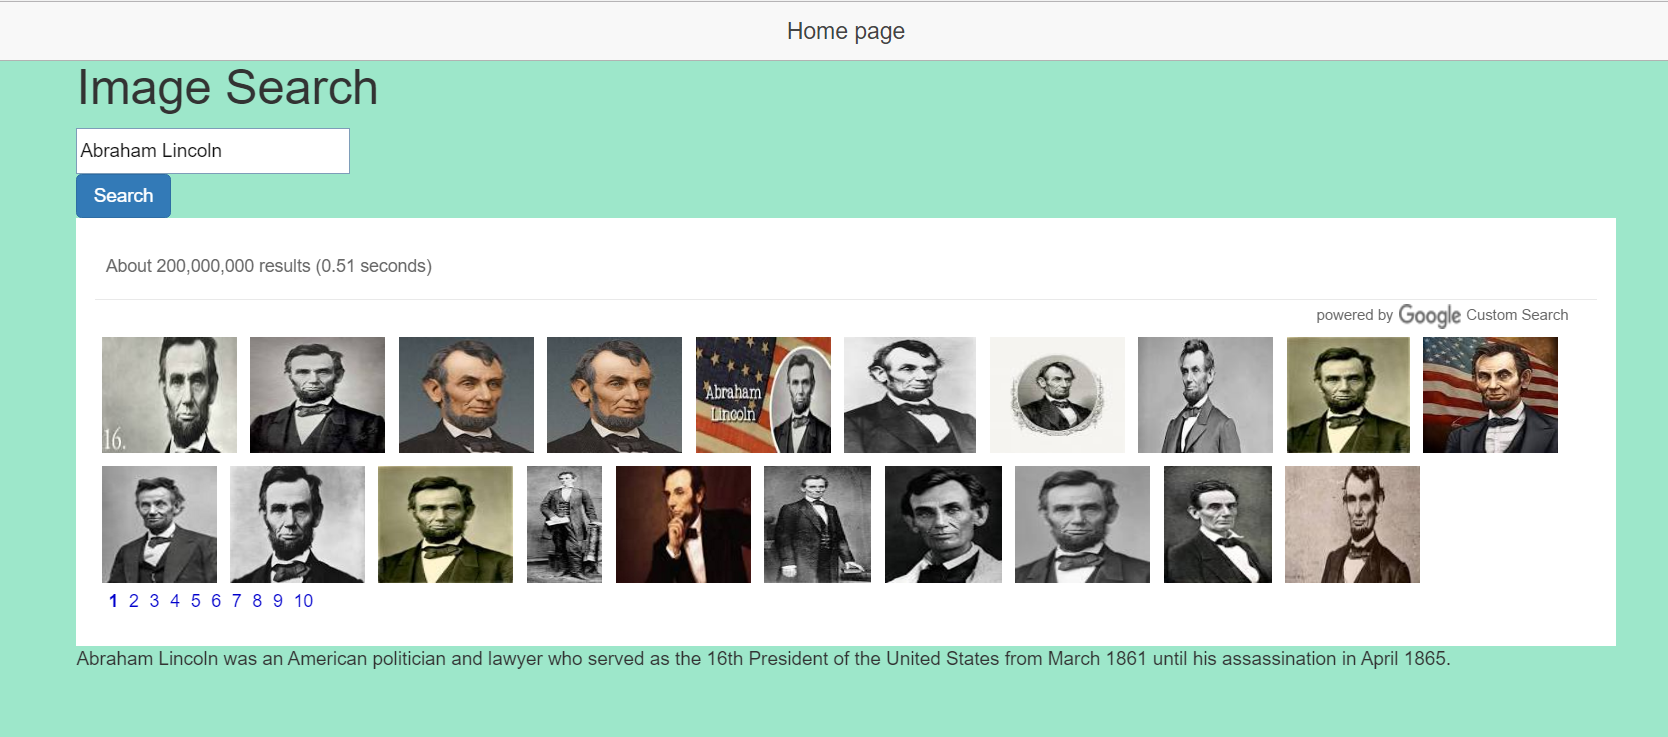 Home page
Image Search
Abraham Lincoln
Search
About 200,000,000 results (0.51 seconds)
powered by Google Custom Search
16.
Abraham
Lincoln
1 2 3 4 5 6 7 8 9 10
Abraham Lincoln was an American politician and lawyer who served as the 16th President of the United States from March 1861 until his assassination in April 1865.